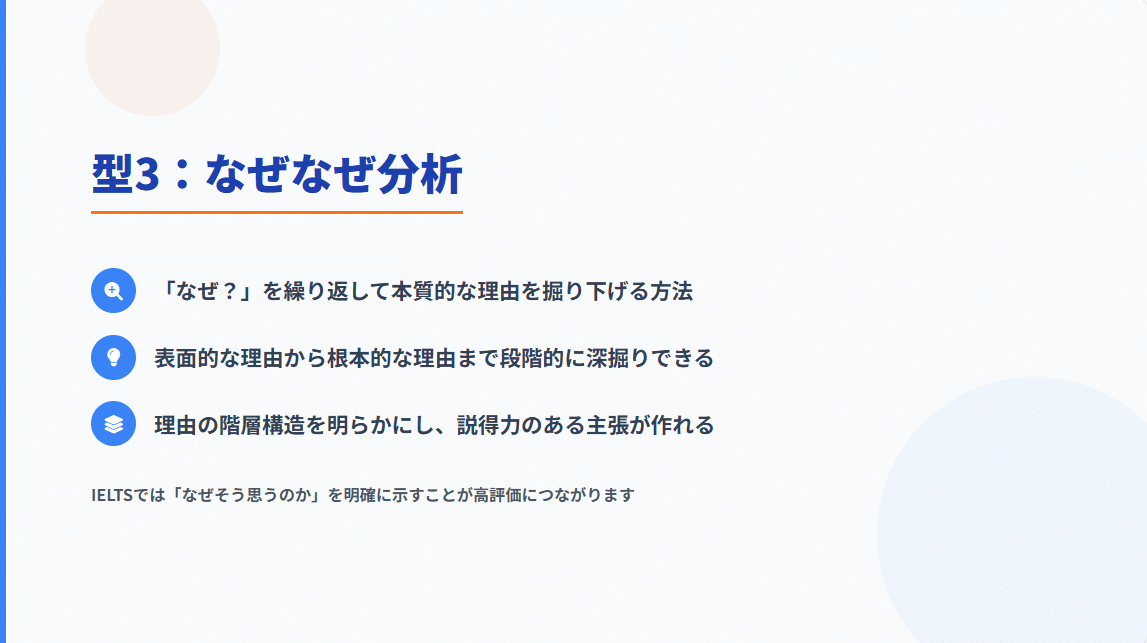 型3：なぜなぜ分析
「なぜ？」を繰り返して本質的な理由を掘り下げる方法
表面的な理由から根本的な理由まで段階的に深掘りできる
理由の階層構造を明らかにし、説得力のある主張が作れる
IELTSでは「なぜそう思うのか」を明確に示すことが高評価につながります